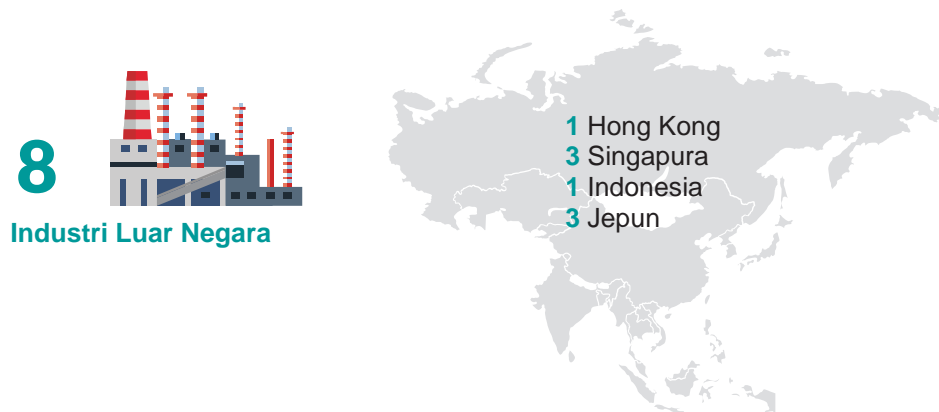 8
Industri Luar Negara
1 Hong Kong
3 Singapura
1 Indonesia
3 Jepun